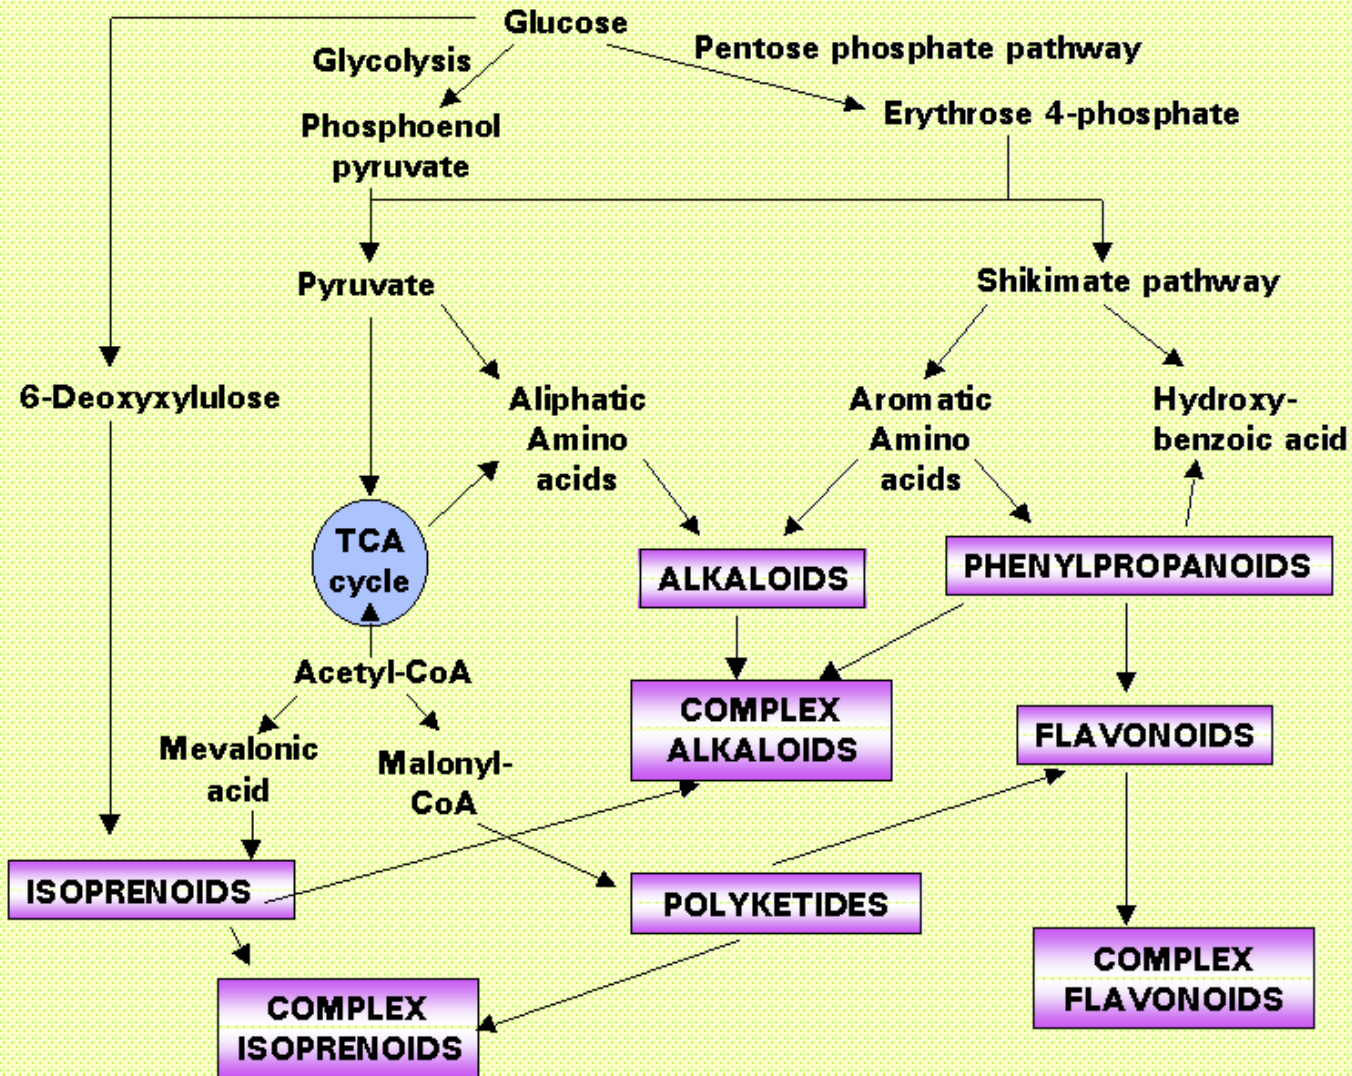 Glucose
Glycolysis
Pentose phosphate pathway
Phosphoenol
pyruvate
Erythrose 4-phosphate
Pyruvate
Shikimate pathway
6-Deoxyxylulose
Aliphatic
Amino
acids
Aromatic
Amino
acids
Hydroxy-
benzoic acid
TCA
cycle
ALKALOIDS
PHENYLPROPANOIDS
Acetyl-CoA
COMPLEX
ALKALOIDS
FLAVONOIDS
Mevalonic
acid
Malonyl-
CoA
ISOPRENOIDS
POLYKETIDES
COMPLEX
ISOPRENOIDS
COMPLEX
FLAVONOIDS